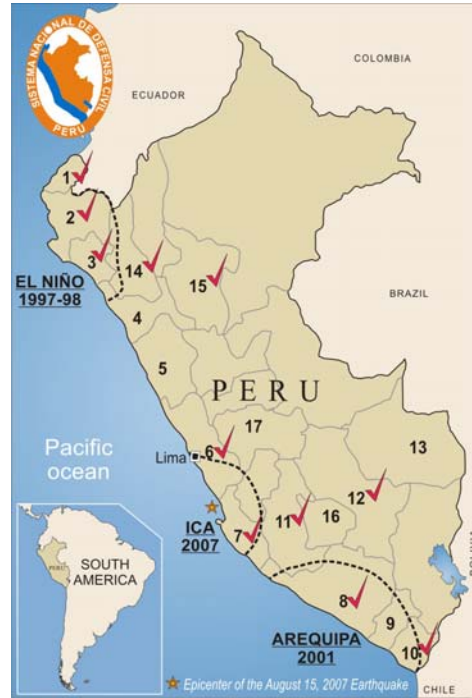 SISTEMA NACIONAL DE DEFENSA CIVIL
PERU
COLOMBIA
ECUADOR
1
2
3
14
15
EL NIÑO
1997-98
4
BRAZIL
5
PERU
17
13
Pacific
ocean
Lima
6
12
ICA
2007
7
11
16
SOUTH
AMERICA
PERU
8
9
AREQUIPA
2001
10
CHILE
Epicenter of the August 15, 2007 Earthquake